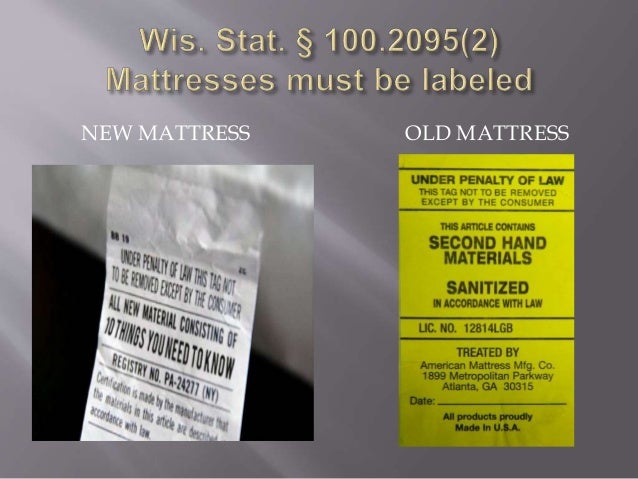 Wis. Stat. § 100.2095(2)
Mattresses must be labeled
NEW MATTRESS
OLD MATTRESS
BB 19
2C
UNDER PENALTY OF LAW THIS TAG NOT
TO BE REMOVED EXCEPT BY THE CONSUMER
ALL NEW MATERIAL CONSISTING OF
10 THINGS YOU NEED TO KNOW
REGISTRY NO. PA-24277 (NY)
Certification is made by the manufacturer that
the materials in this article are described
accordance with law.
UNDER PENALTY OF LAW
THIS TAG NOT TO BE REMOVED
EXCEPT BY THE CONSUMER
THIS ARTICLE CONTAINS
SECOND HAND
MATERIALS
SANITIZED
IN ACCORDANCE WITH LAW
LIC. NO. 12814LGB
TREATED BY
American Mattress Mfg. Co.
1899 Metropolitan Parkway
Atlanta, GA 30315
Date:
All products proudly
Made In U.S.A.